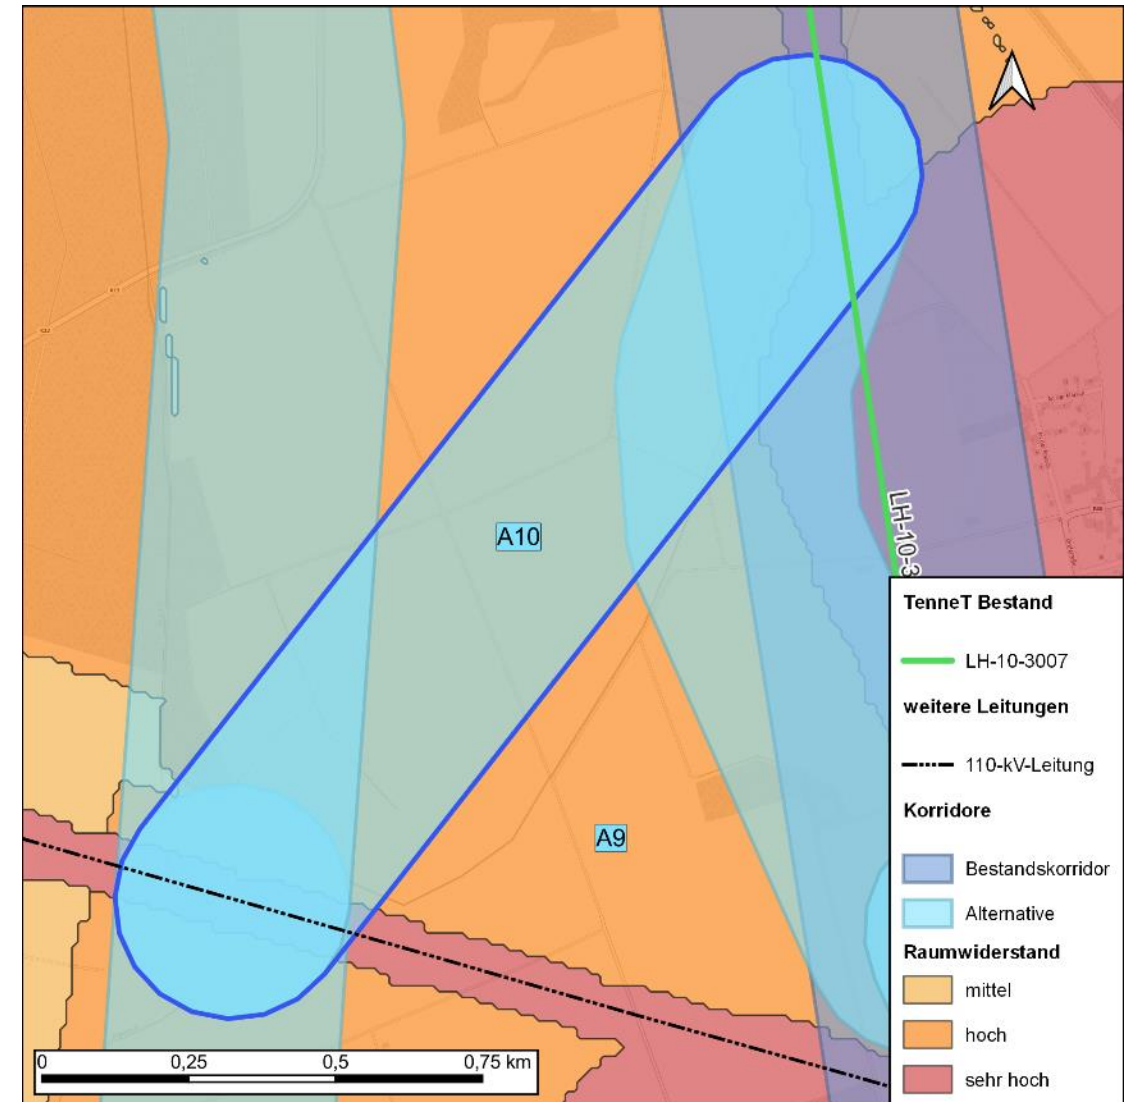 A10
LH-10-3
A9
TenneT Bestand
LH-10-3007
weitere Leitungen
110-kV-Leitung
Korridore
Bestandskorridor
Alternative
Raumwiderstand
mittel
hoch
sehr hoch
0 0,25 0,5 0,75 km